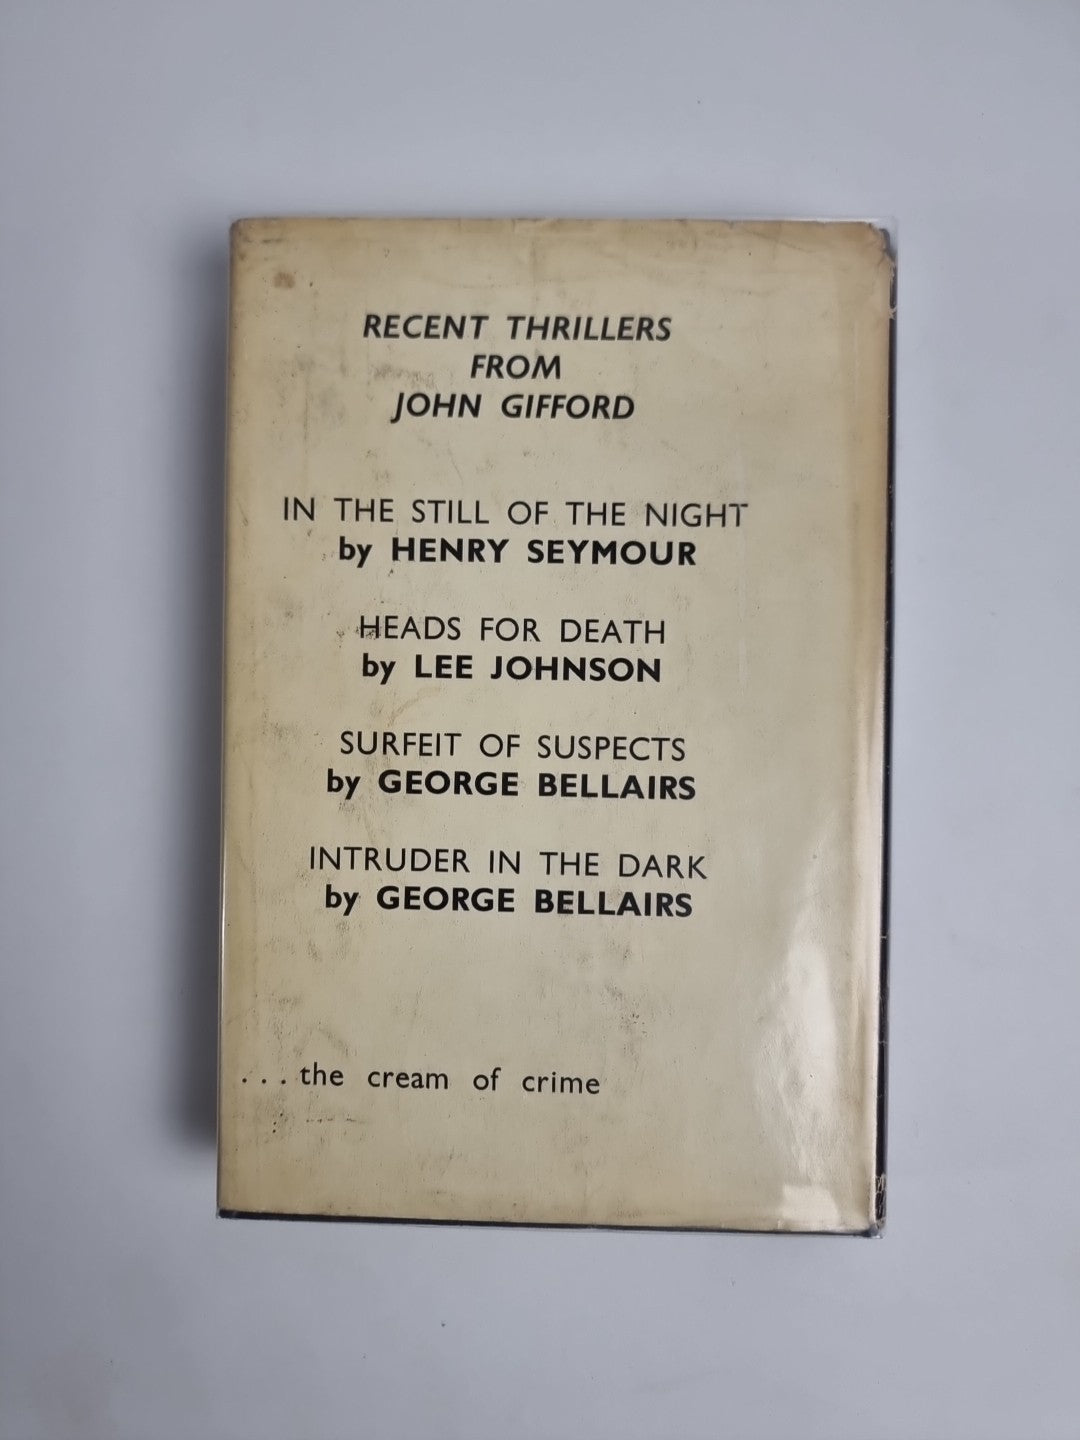 RECENT THRILLERS
FROM
JOHN GIFFORD
IN THE STILL OF THE NIGHT
by HENRY SEYMOUR
HEADS FOR DEATH
by LEE JOHNSON
SURFEIT OF SUSPECTS
by GEORGE BELLAIRS
INTRUDER IN THE DARK
by GEORGE BELLAIRS
. . . the cream of crime